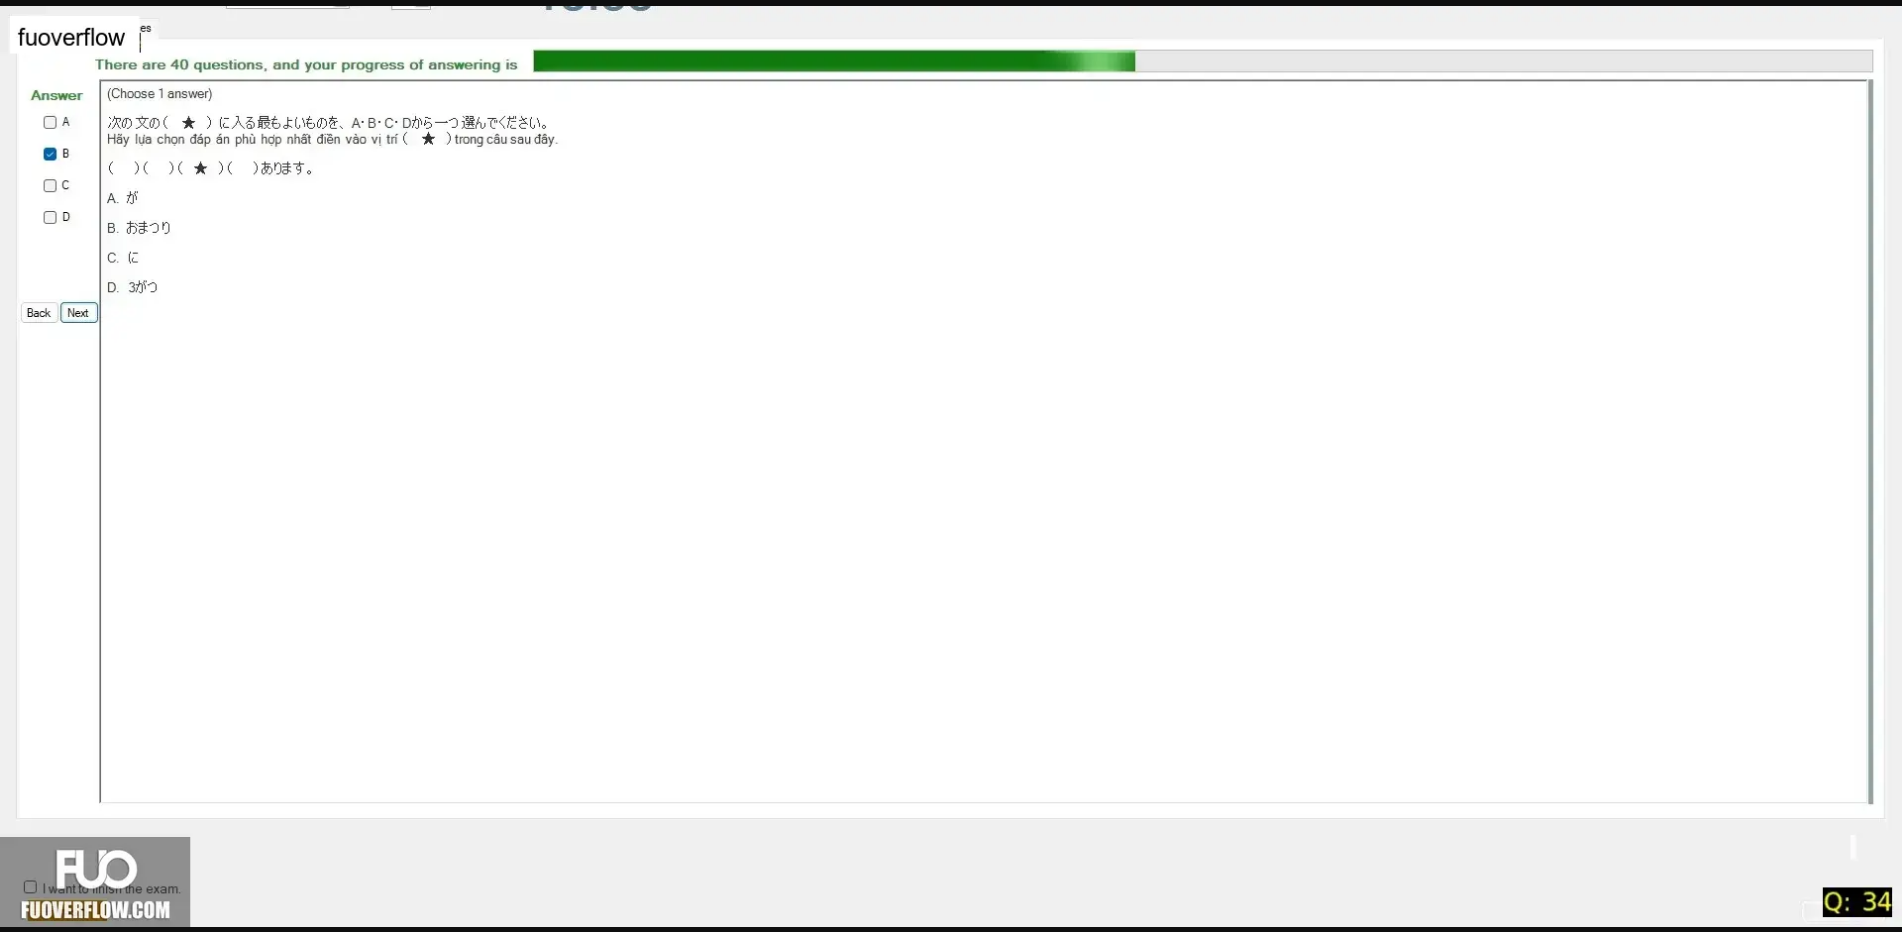 fuoverflow
es
There are 40 questions, and your progress of answering is
Answer
A
B
C
D
Back
Next
(Choose 1 answer)
次の文の( ★ )に入る最もよいものを、A・B・C・Dから一つ選んでください。
Hãy lựa chọn đáp án phù hợp nhất điền vào vị trí ( ★ ) trong câu sau đây.
( )( )( ★ )( )あります。
A. が
B. おまつり
C. に
D. 3がつ
FUO
I want to finish the exam.
FUOVERFLOW.COM
Q: 34